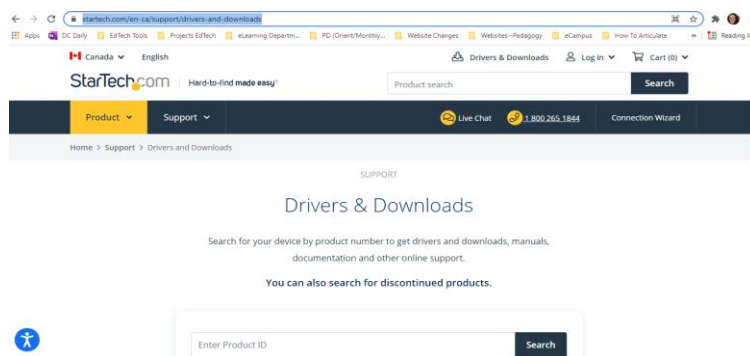 startech.com/en-ca/support/drivers-and-downloads
Apps DC Daily EdTech Tools Projects EdTech eLearning Departm... PD (Orient/Monthly... Website Changes Websites--Pedagogy eCampus How To Articulate » Reading li
Canada English Drivers & Downloads Log in Cart (0)
StarTech.com Hard-to-find made easy® Product search Search
Product Support Live Chat 1 800 265 1844 Connection Wizard
Home > Support > Drivers and Downloads
SUPPORT
Drivers & Downloads
Search for your device by product number to get drivers and downloads, manuals,
documentation and other online support.
You can also search for discontinued products.
Enter Product ID Search